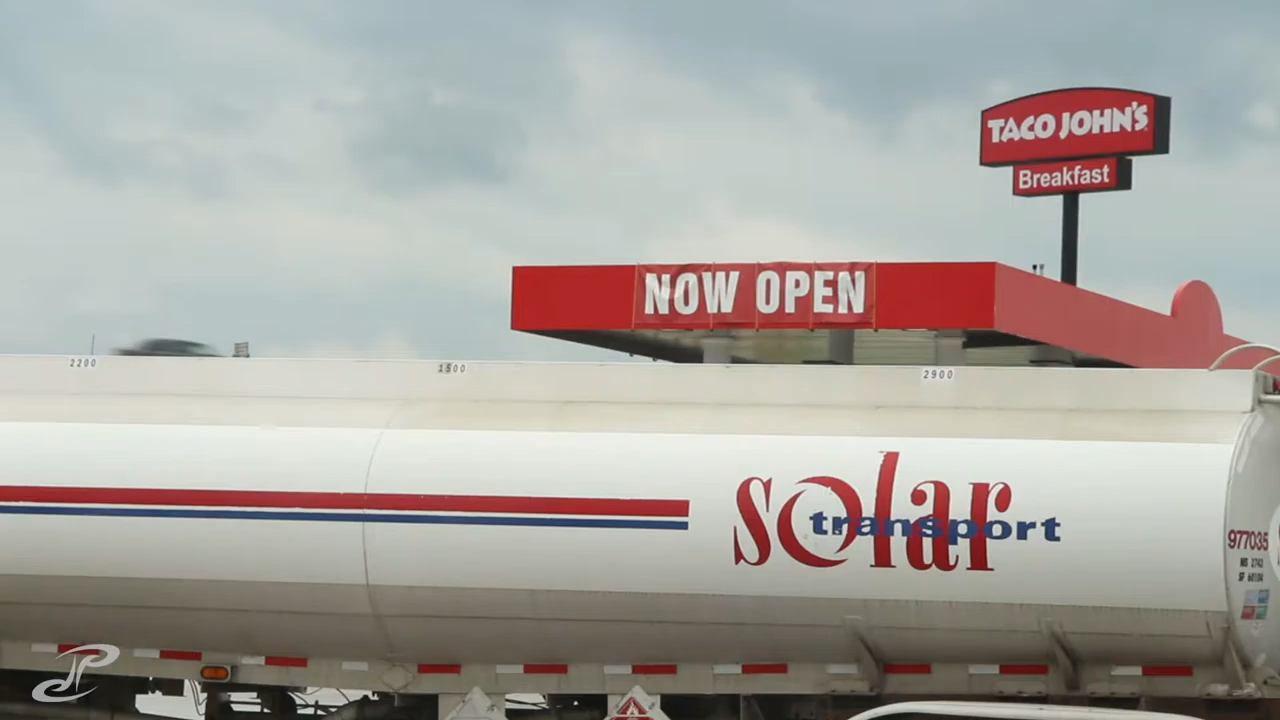 TACO JOHN'S
Breakfast
NOW OPEN
2200
1500
2900
solar
transport
977035